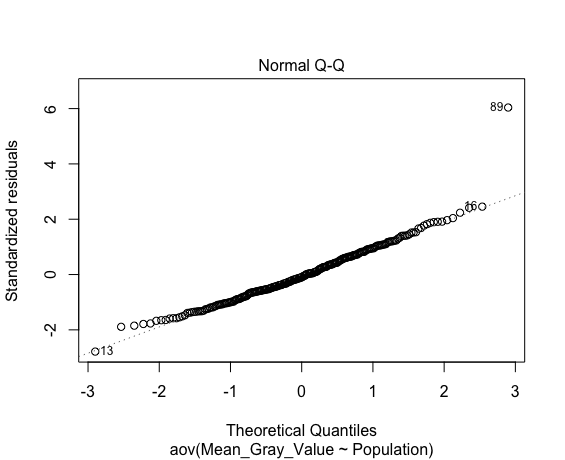 Normal Q-Q
Standardized residuals
6
4
2
0
-2
89
16
13
-3 -2 -1 0 1 2 3
Theoretical Quantiles
aov(Mean_Gray_Value ~ Population)